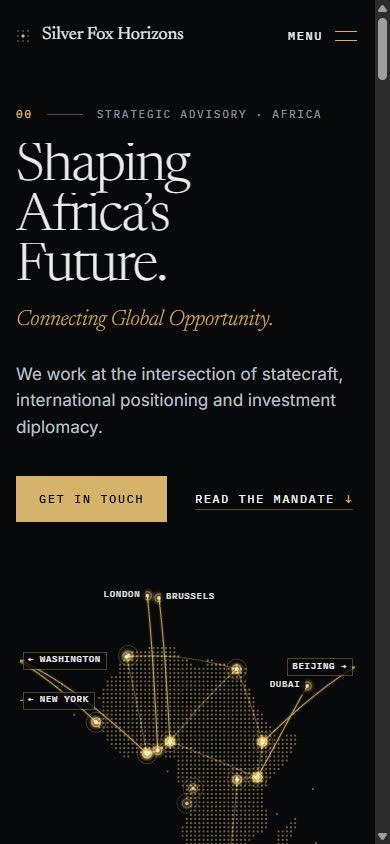 Silver Fox Horizons
MENU
00 STRATEGIC ADVISORY · AFRICA
Shaping
Africa's
Future.
Connecting Global Opportunity.
We work at the intersection of statecraft,
international positioning and investment
diplomacy.
GET IN TOUCH
READ THE MANDATE ↓
LONDON
BRUSSELS
← WASHINGTON
BEIJING →
DUBAI
← NEW YORK